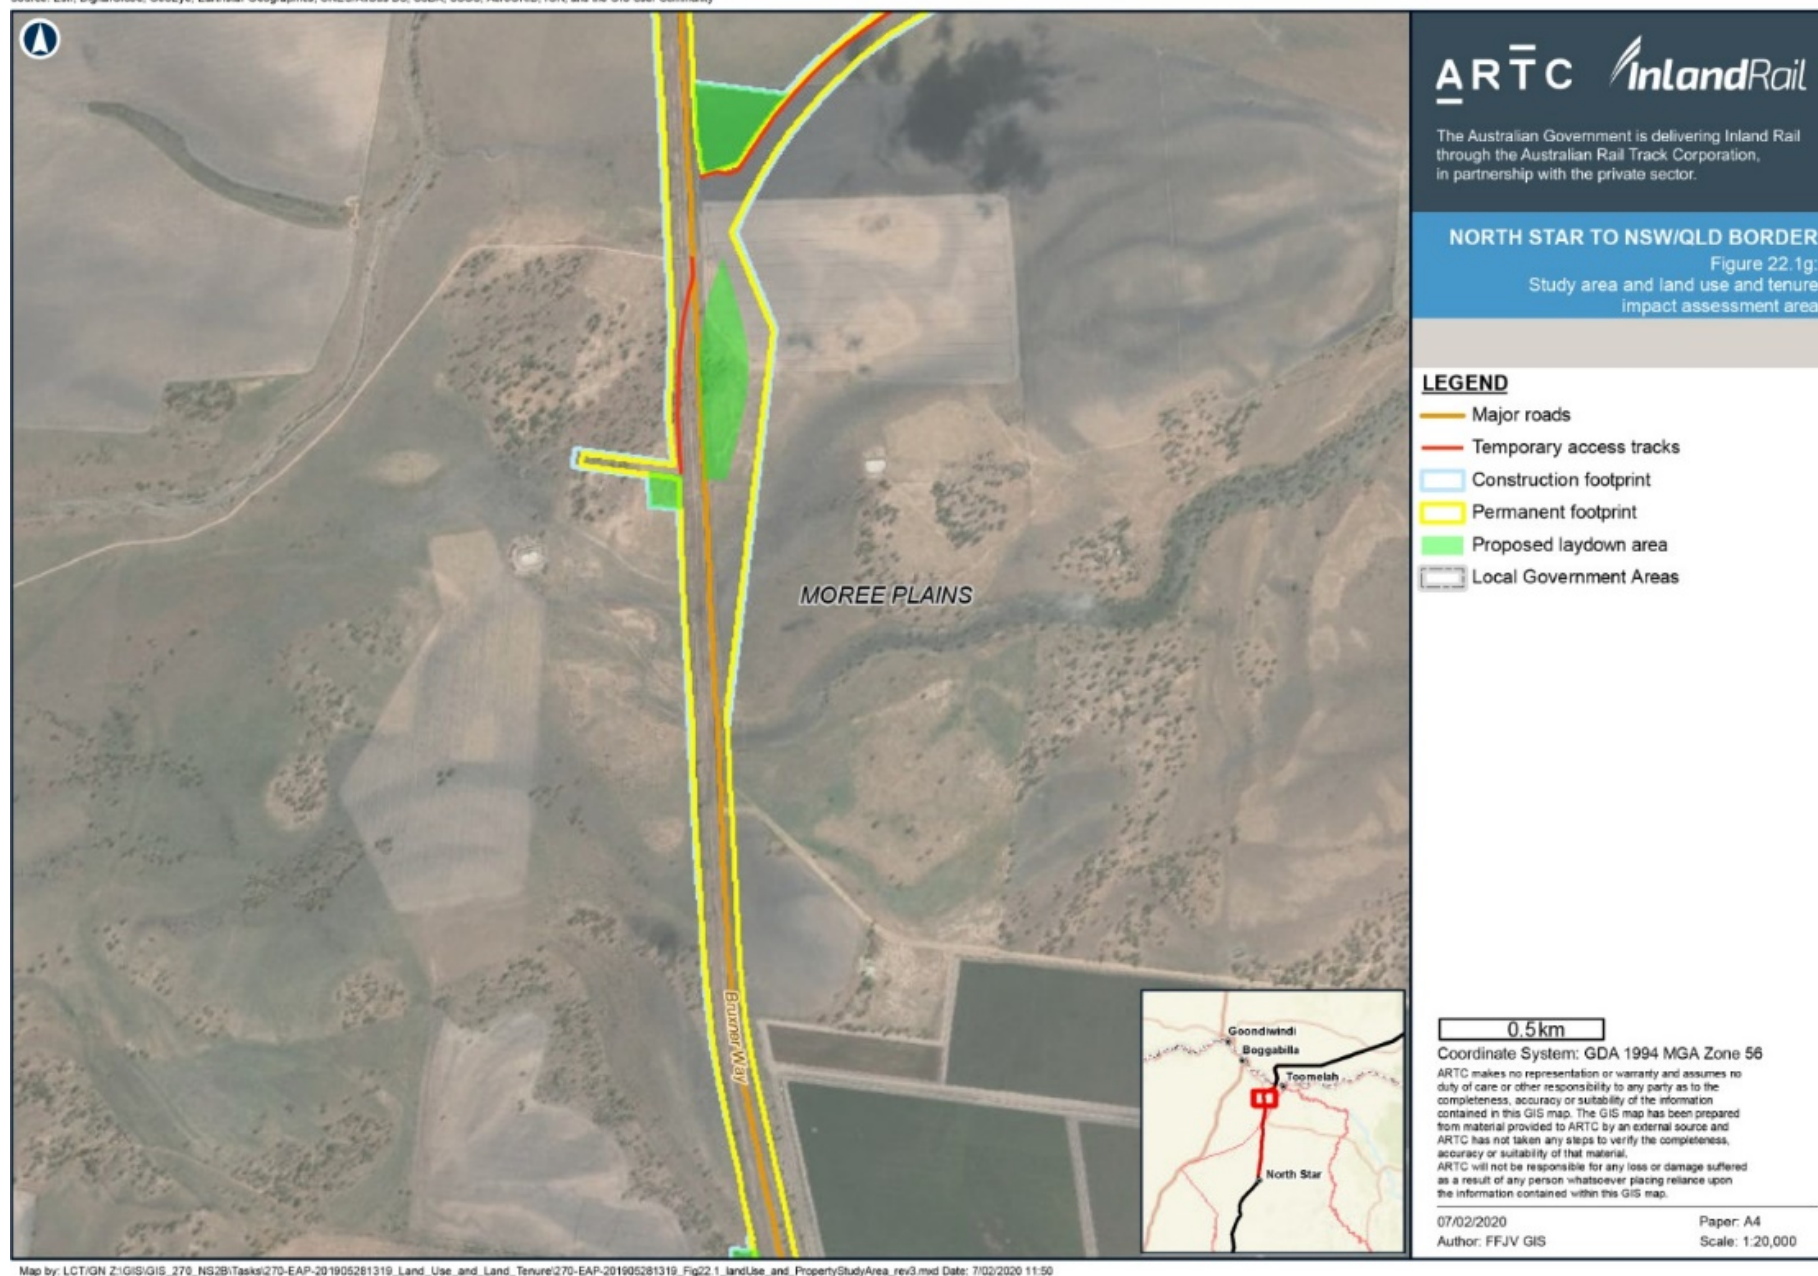 ARTC InlandRail
The Australian Government is delivering Inland Rail
through the Australian Rail Track Corporation,
in partnership with the private sector.
NORTH STAR TO NSW/QLD BORDER
Figure 22.1g:
Study area and land use and tenure
impact assessment area
LEGEND
Major roads
Temporary access tracks
Construction footprint
Permanent footprint
Proposed laydown area
Local Government Areas
MOREE PLAINS
Bruxner Way
Goondiwindi
Boggabilla
Toomelah
North Star
0.5km
Coordinate System: GDA 1994 MGA Zone 56
ARTC makes no representation or warranty and assumes no
duty of care or other responsibility to any party as to the
completeness, accuracy or suitability of the information
contained in this GIS map. The GIS map has been prepared
from material provided to ARTC by an external source and
ARTC has not taken any steps to verify the completeness,
accuracy or suitability of that material.
ARTC will not be responsible for any loss or damage suffered
as a result of any person whatsoever placing reliance upon
the information contained within this GIS map.
07/02/2020 Paper: A4
Author: FFJV GIS Scale: 1:20,000
Map by: LCT/GN Z:\GIS\GIS_270_NS2B\Tasks\270-EAP-201905281319_Land_Use_and_Land_Tenure\270-EAP-201905281319_Fig22.1_landUse_and_PropertyStudyArea_rev3.mxd Date: 7/02/2020 11:50